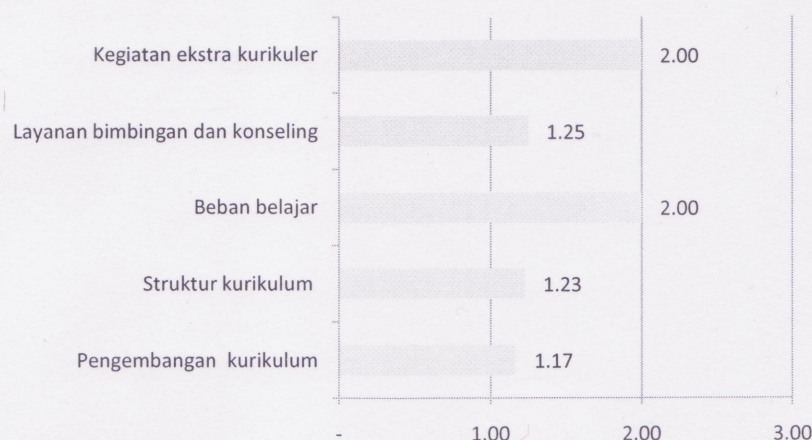 Kegiatan ekstra kurikuler 2.00
Layanan bimbingan dan konseling 1.25
Beban belajar 2.00
Struktur kurikulum 1.23
Pengembangan kurikulum 1.17
- 1.00 2.00 3.00